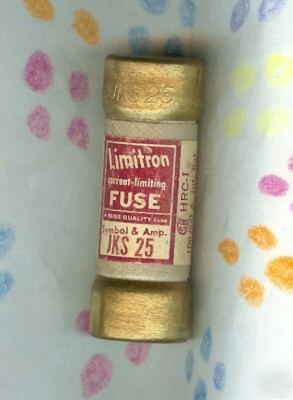 JKS 25
Limitron
current-limiting
FUSE
A BUSS QUALITY Fuse
Symbol & Amp.
JKS 25
HRC-I